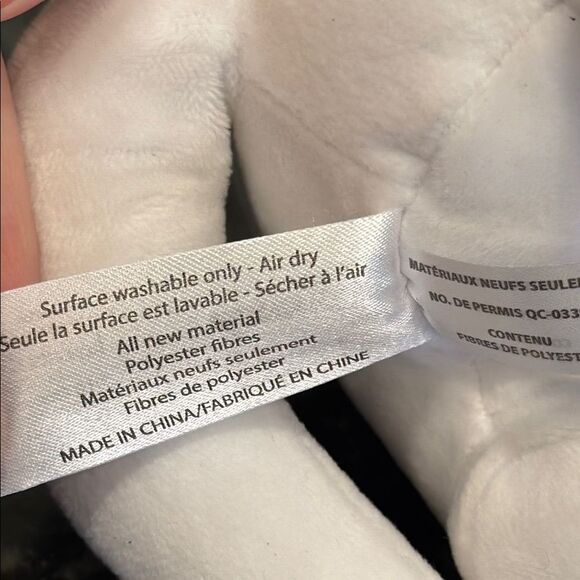 Surface washable only - Air dry
Seule la surface est lavable - Sécher à l'air
All new material
Polyester fibres
Matériaux neufs seulement
Fibres de polyester
MADE IN CHINA/FABRIQUÉ EN CHINE
MATÉRIAUX NEUFS
NO. DE PERMIS QC-033
CONTENU
FIBRES DE